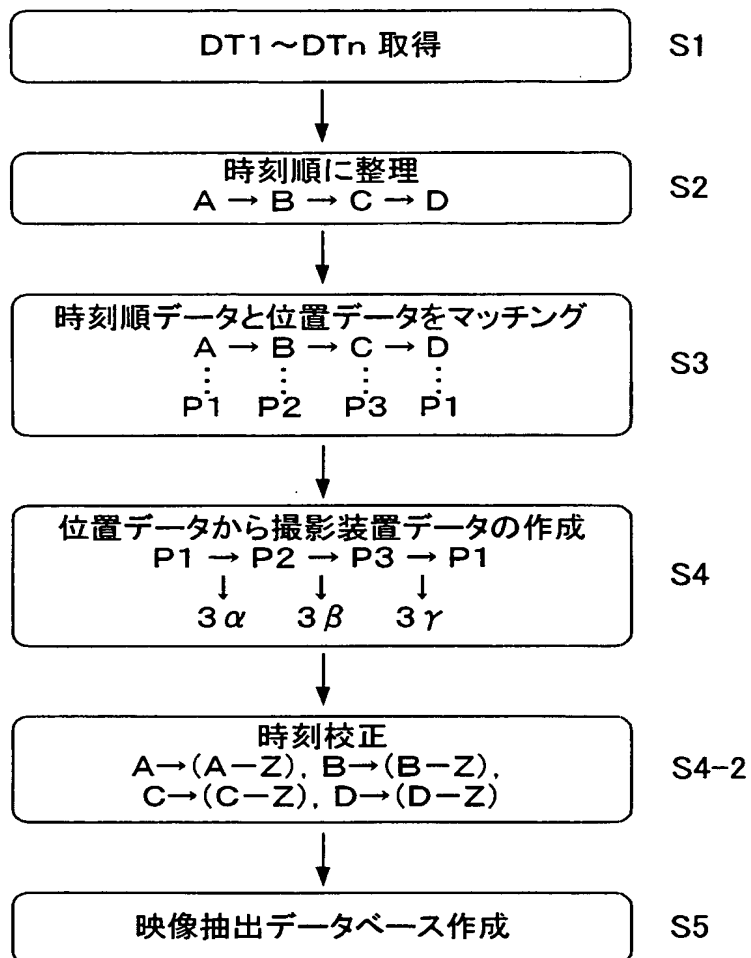 DT1～DTn 取得
S1
時刻順に整理
A → B → C → D
S2
時刻順データと位置データをマッチング
A → B → C → D
P1 P2 P3 P1
S3
位置データから撮影装置データの作成
P1 → P2 → P3 → P1
3α 3β 3γ
S4
時刻校正
A→(A－Z), B→(B－Z),
C→(C－Z), D→(D－Z)
S4-2
映像抽出データベース作成
S5